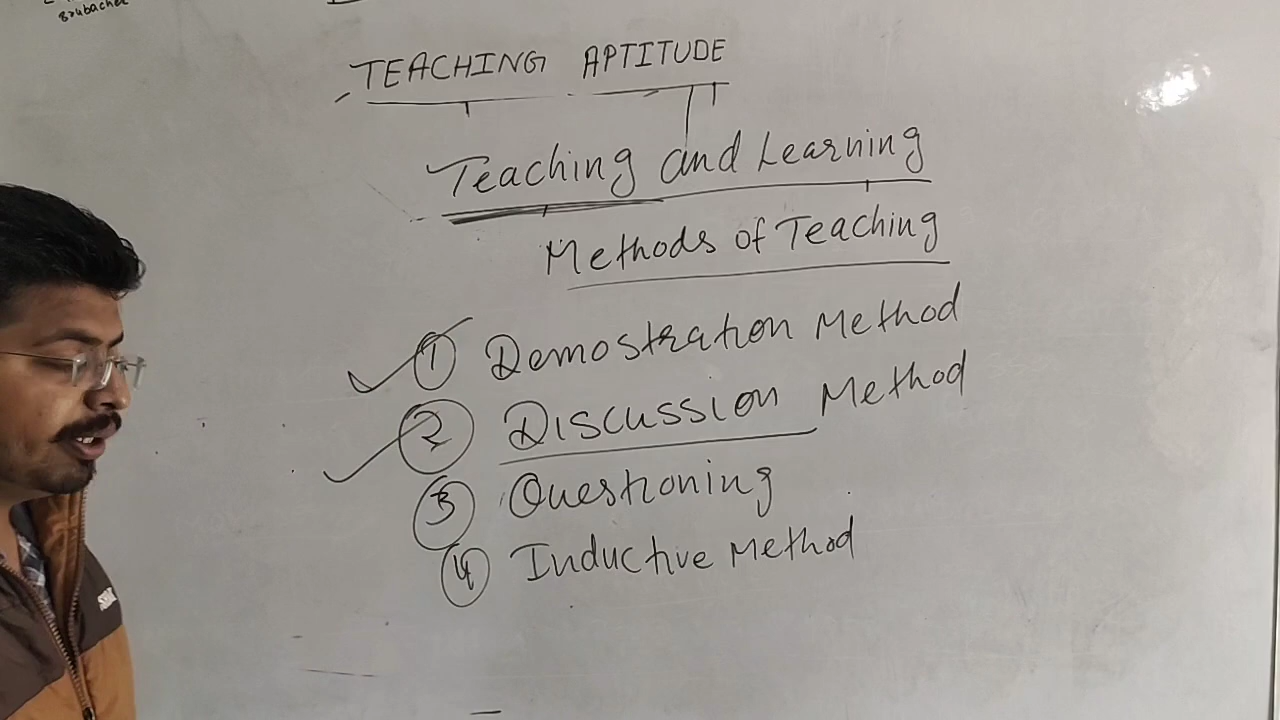 Brubacher
TEACHING APTITUDE
Teaching and Learning
Methods of Teaching
1 Demostration Method
2 Discussion Method
3 Questioning
4 Inductive Method